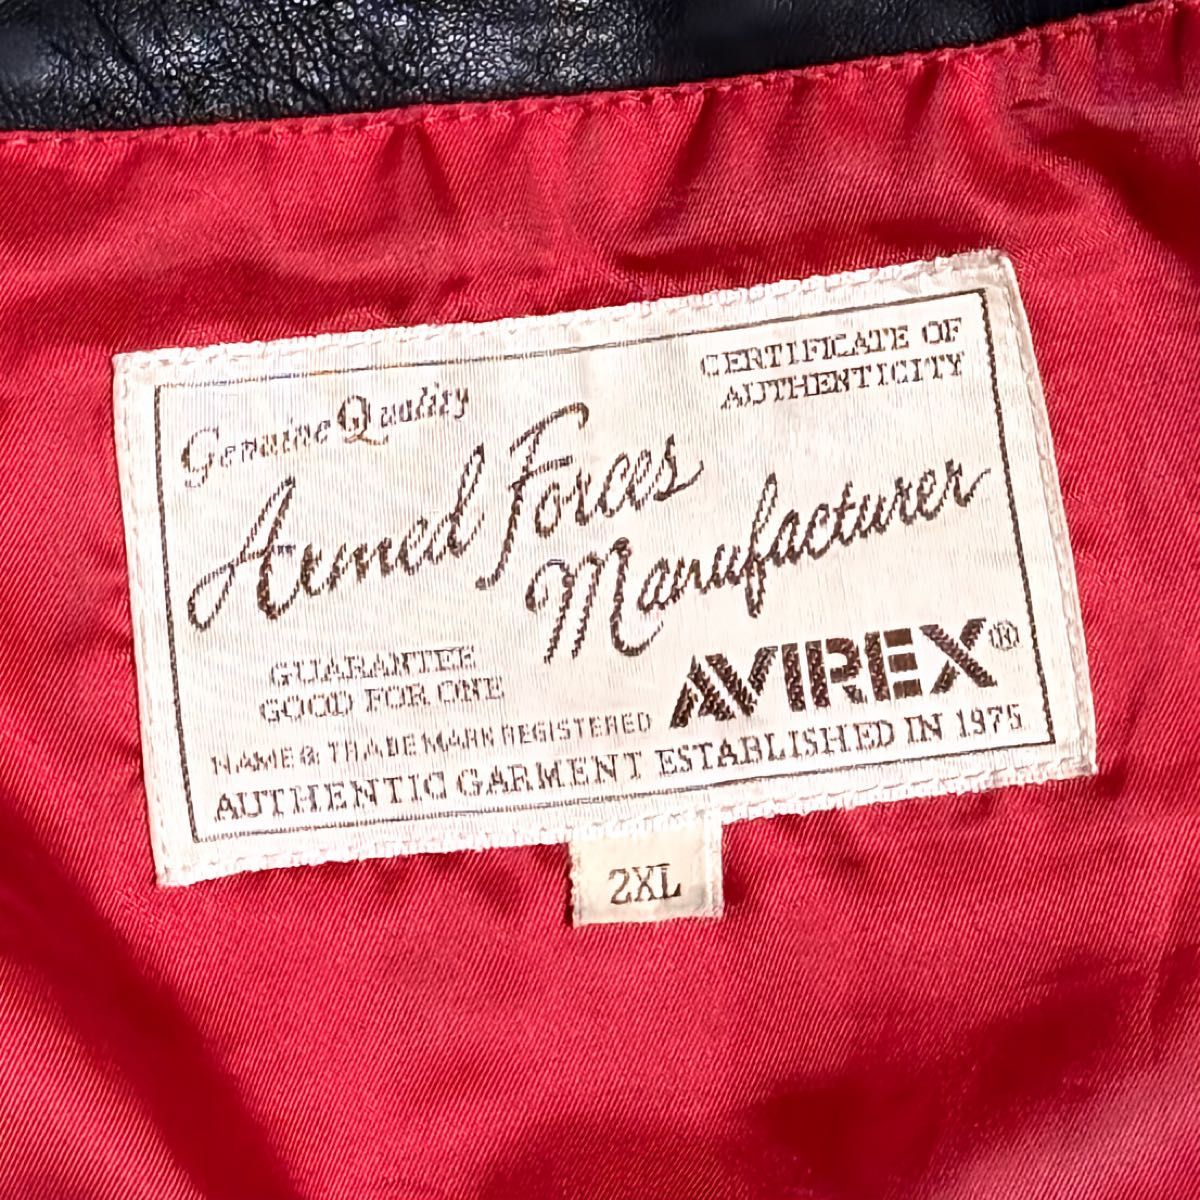 Genuine Quality
CERTIFICATE OF
AUTHENTICITY
Armed Forces
Manufacturer
GUARANTEE
GOOD FOR ONE
AVIREX®
NAME & TRADE MARK REGISTERED
AUTHENTIC GARMENT ESTABLISHED IN 1975
2XL